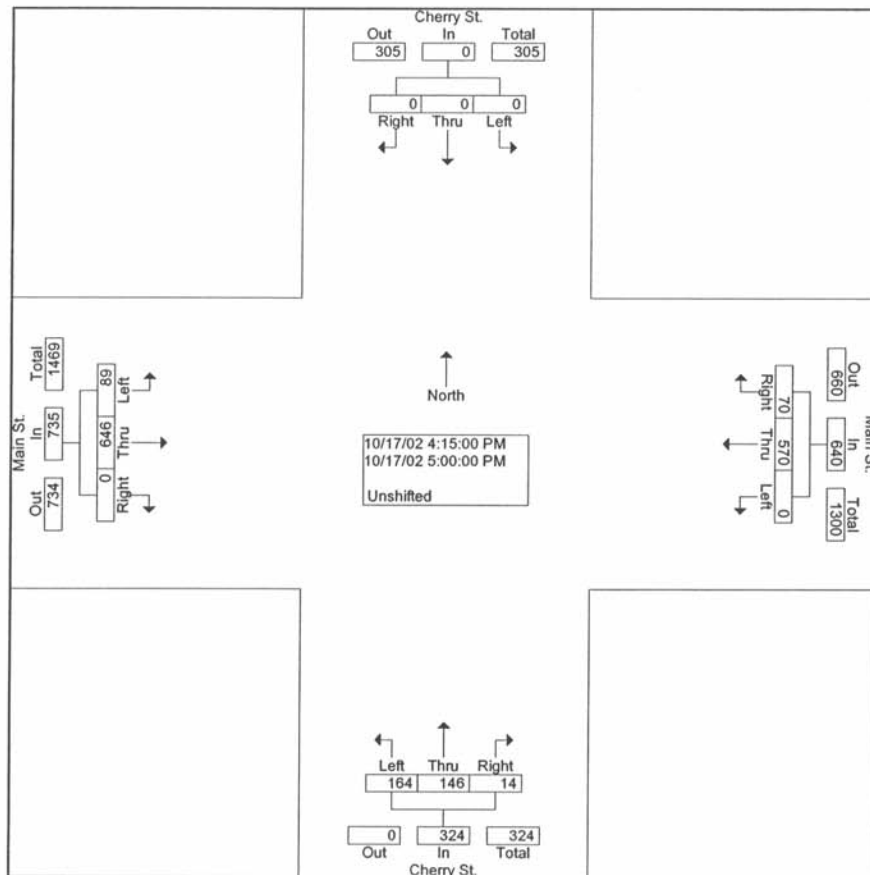 Cherry St.
Out In Total
305 0 305
0 0 0
Right Thru Left
North
10/17/02 4:15:00 PM
10/17/02 5:00:00 PM
Unshifted
Main St.
Total In Out
1469 735 734
89 646 0
Left Thru Right
Right Thru Left
70 570 0
Out In Total
660 640 1300
Main St.
Left Thru Right
164 146 14
0 324 324
Out In Total
Cherry St.